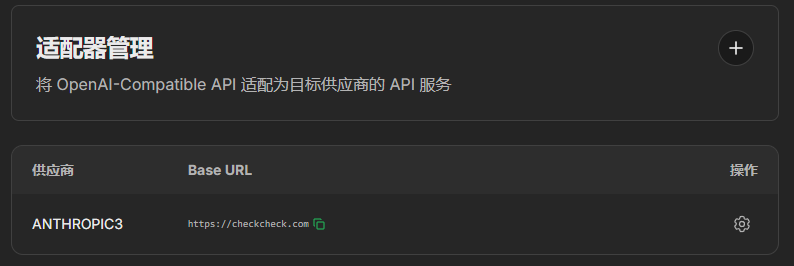 适配器管理
将 OpenAI-Compatible API 适配为目标供应商的 API 服务
供应商 Base URL 操作
ANTHROPIC3 https://checkcheck.com